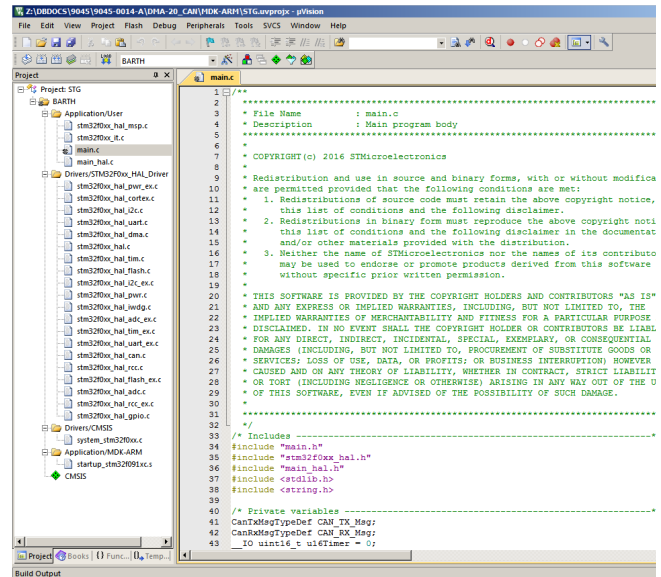 Z:\DBDOCS\9045\9045-0014-A\DMA-20_CAN\MDK-ARM\STG.uvprojx - µVision
File Edit View Project Flash Debug Peripherals Tools SVCS Window Help
BARTH
Project
Project: STG
BARTH
Application/User
stm32f0xx_hal_msp.c
stm32f0xx_it.c
main.c
main_hal.c
Drivers/STM32F0xx_HAL_Driver
stm32f0xx_hal_pwr_ex.c
stm32f0xx_hal_cortex.c
stm32f0xx_hal_i2c.c
stm32f0xx_hal_uart.c
stm32f0xx_hal_dma.c
stm32f0xx_hal.c
stm32f0xx_hal_tim.c
stm32f0xx_hal_flash.c
stm32f0xx_hal_i2c_ex.c
stm32f0xx_hal_pwr.c
stm32f0xx_hal_iwdg.c
stm32f0xx_hal_adc_ex.c
stm32f0xx_hal_tim_ex.c
stm32f0xx_hal_uart_ex.c
stm32f0xx_hal_can.c
stm32f0xx_hal_rcc.c
stm32f0xx_hal_flash_ex.c
stm32f0xx_hal_adc.c
stm32f0xx_hal_rcc_ex.c
stm32f0xx_hal_gpio.c
Drivers/CMSIS
system_stm32f0xx.c
Application/MDK-ARM
startup_stm32f091xc.s
CMSIS
Project Books {} Func... 0 Temp...
main.c
1 /**
2 ******************************************************************
3 * File Name : main.c
4 * Description : Main program body
5 ******************************************************************
6 *
7 * COPYRIGHT(c) 2016 STMicroelectronics
8 *
9 * Redistribution and use in source and binary forms, with or without modifica
10 * are permitted provided that the following conditions are met:
11 * 1. Redistributions of source code must retain the above copyright notice,
12 * this list of conditions and the following disclaimer.
13 * 2. Redistributions in binary form must reproduce the above copyright noti
14 * this list of conditions and the following disclaimer in the documentat
15 * and/or other materials provided with the distribution.
16 * 3. Neither the name of STMicroelectronics nor the names of its contributo
17 * may be used to endorse or promote products derived from this software
18 * without specific prior written permission.
19 *
20 * THIS SOFTWARE IS PROVIDED BY THE COPYRIGHT HOLDERS AND CONTRIBUTORS "AS IS"
21 * AND ANY EXPRESS OR IMPLIED WARRANTIES, INCLUDING, BUT NOT LIMITED TO, THE
22 * IMPLIED WARRANTIES OF MERCHANTABILITY AND FITNESS FOR A PARTICULAR PURPOSE
23 * DISCLAIMED. IN NO EVENT SHALL THE COPYRIGHT HOLDER OR CONTRIBUTORS BE LIABL
24 * FOR ANY DIRECT, INDIRECT, INCIDENTAL, SPECIAL, EXEMPLARY, OR CONSEQUENTIAL
25 * DAMAGES (INCLUDING, BUT NOT LIMITED TO, PROCUREMENT OF SUBSTITUTE GOODS OR
26 * SERVICES; LOSS OF USE, DATA, OR PROFITS; OR BUSINESS INTERRUPTION) HOWEVER
27 * CAUSED AND ON ANY THEORY OF LIABILITY, WHETHER IN CONTRACT, STRICT LIABILIT
28 * OR TORT (INCLUDING NEGLIGENCE OR OTHERWISE) ARISING IN ANY WAY OUT OF THE U
29 * OF THIS SOFTWARE, EVEN IF ADVISED OF THE POSSIBILITY OF SUCH DAMAGE.
30 *
31 ******************************************************************
32 */
33 /* Includes ------------------------------------------------------------------*
34 #include "main.h"
35 #include "stm32f0xx_hal.h"
36 #include "main_hal.h"
37 #include <stdlib.h>
38 #include <string.h>
39
40 /* Private variables ---------------------------------------------------------*
41 CanTxMsgTypeDef CAN_TX_Msg;
42 CanRxMsgTypeDef CAN_RX_Msg;
43 __IO uint16_t u16Timer = 0;
Build Output